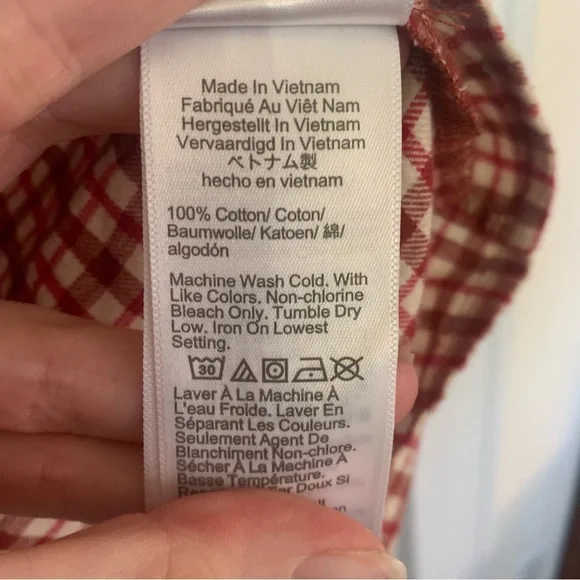 Made In Vietnam
Fabriqué Au Viêt Nam
Hergestellt In Vietnam
Vervaardigd In Vietnam
ベトナム製
hecho en vietnam
100% Cotton/ Coton/
Baumwolle/ Katoen/ 綿/
algodón
Machine Wash Cold. With
Like Colors. Non-chlorine
Bleach Only. Tumble Dry
Low. Iron On Lowest
Setting.
30
Laver À La Machine À
L'eau Froide. Laver En
Séparant Les Couleurs.
Seulement Agent De
Blanchiment Non-chlore.
Sécher À La Machine À
Basse Température.
Doux Si